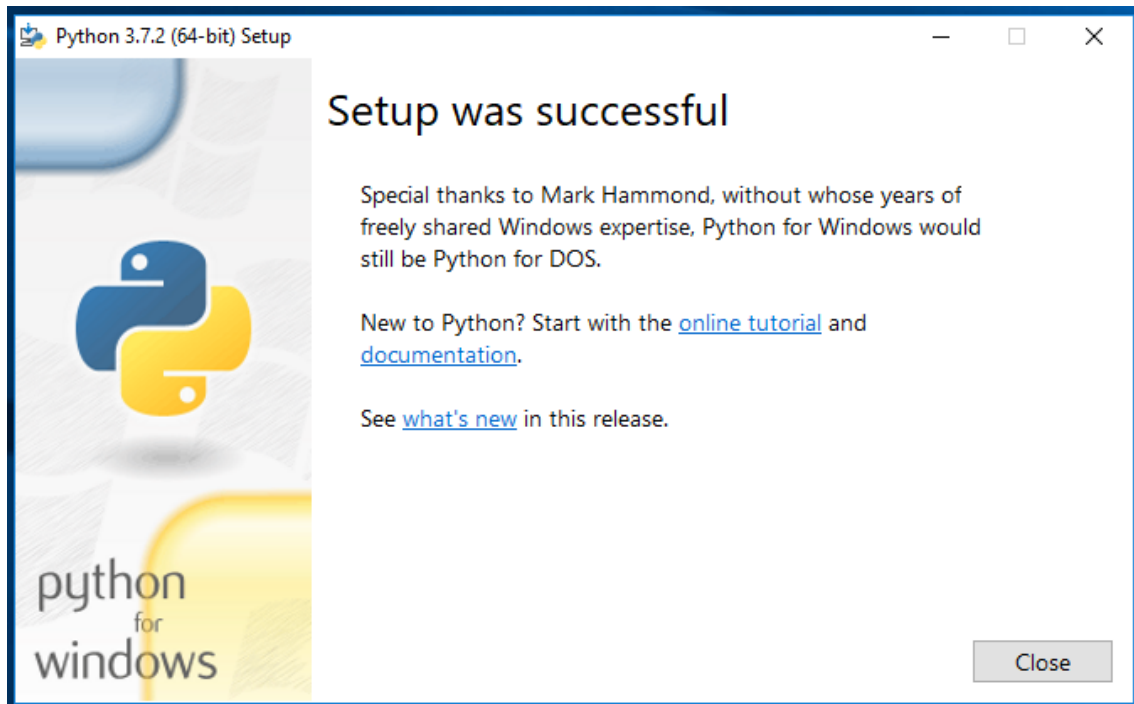 Python 3.7.2 (64-bit) Setup
Setup was successful
Special thanks to Mark Hammond, without whose years of
freely shared Windows expertise, Python for Windows would
still be Python for DOS.
New to Python? Start with the online tutorial and
documentation.
See what's new in this release.
python
for
windows
Close